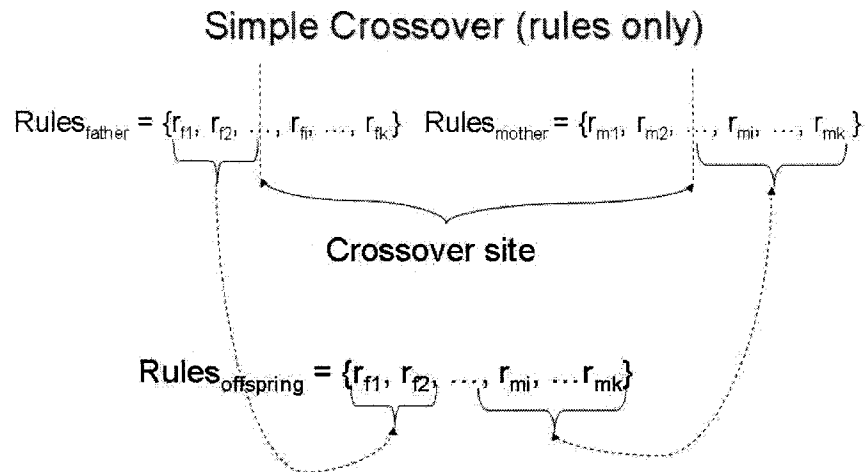 Simple Crossover (rules only)
Rules_father = {r_f1, r_f2, ..., r_fi, ..., r_fk} Rules_mother = {r_m1, r_m2, ..., r_mi, ..., r_mk}
Crossover site
Rules_offspring = {r_f1, r_f2, ..., r_mi, ...r_mk}